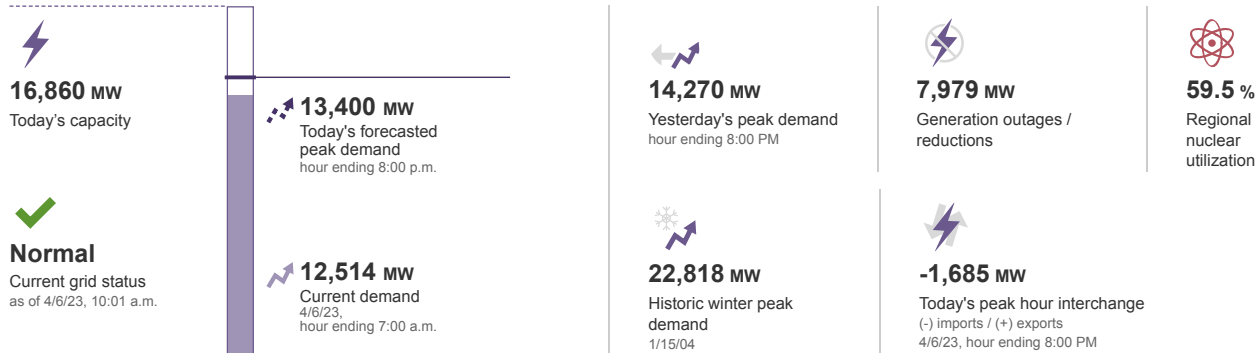 16,860 MW
Today's capacity
Normal
Current grid status
as of 4/6/23, 10:01 a.m.
13,400 MW
Today's forecasted
peak demand
hour ending 8:00 p.m.
12,514 MW
Current demand
4/6/23,
hour ending 7:00 a.m.
14,270 MW
Yesterday's peak demand
hour ending 8:00 PM
7,979 MW
Generation outages /
reductions
59.5 %
Regional
nuclear
utilization
22,818 MW
Historic winter peak
demand
1/15/04
-1,685 MW
Today's peak hour interchange
(-) imports / (+) exports
4/6/23, hour ending 8:00 PM